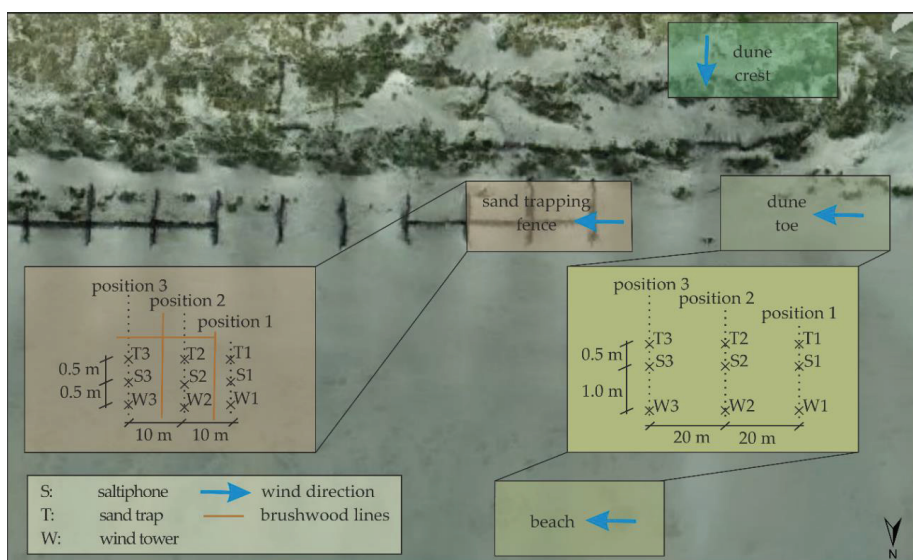 dune
crest
sand trapping
fence
dune
toe
position 3
position 2
position 1
T3
T2
T1
0.5 m
S3
S2
S1
0.5 m
W3
W2
W1
10 m
10 m
position 3
position 2
position 1
T3
T2
T1
0.5 m
S3
S2
S1
1.0 m
W3
W2
W1
20 m
20 m
S: saltiphone
wind direction
T: sand trap
brushwood lines
W: wind tower
beach
N